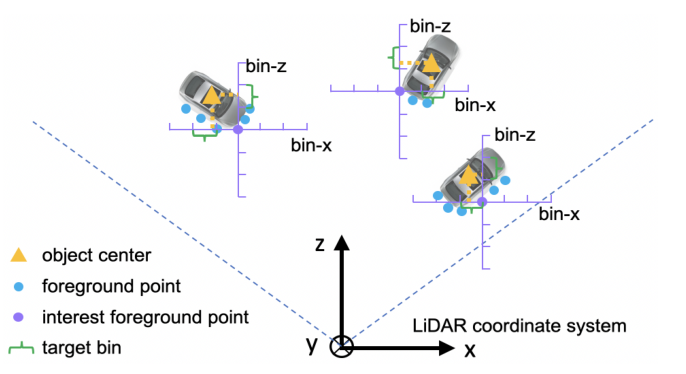 bin-z
bin-x
bin-z
bin-x
bin-z
bin-x
object center
foreground point
interest foreground point
target bin
z
y
x
LiDAR coordinate system